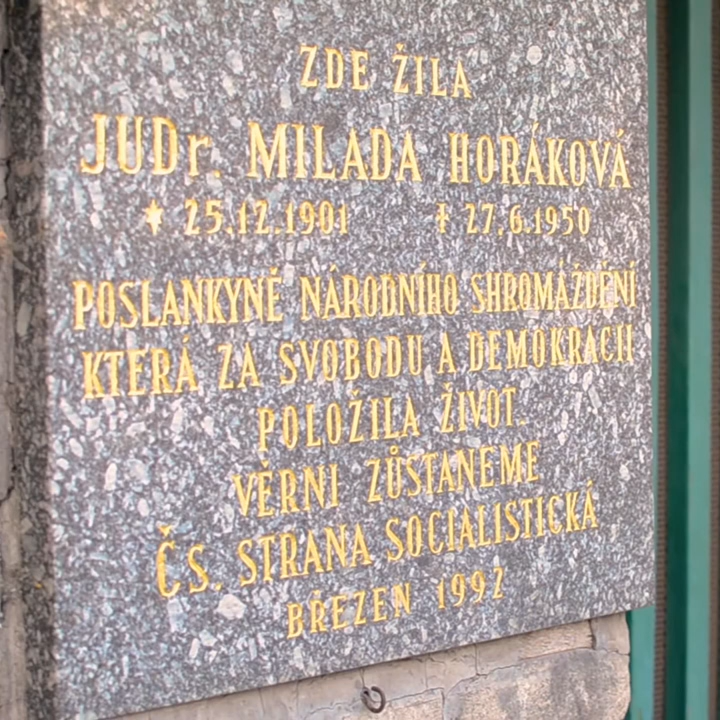 ZDE ŽILA
JUDr. MILADA HORÁKOVÁ
* 25.12.1901 † 27.6.1950
POSLANKYNĚ NÁRODNÍHO SHROMÁŽDĚNÍ
KTERÁ ZA SVOBODU A DEMOKRACII
POLOŽILA ŽIVOT.
VĚRNI ZŮSTANEME
ČS. STRANA SOCIALISTICKÁ
BŘEZEN 1992